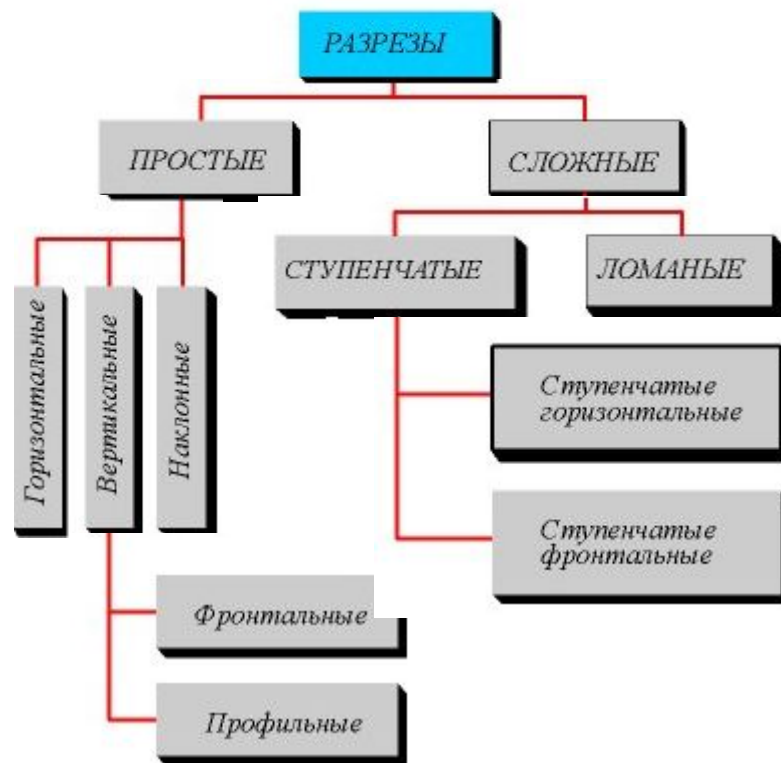 РАЗРЕЗЫ
ПРОСТЫЕ
СЛОЖНЫЕ
СТУПЕНЧАТЫЕ
ЛОМАНЫЕ
Горизонтальные
Вертикальные
Наклонные
Ступенчатые
горизонтальные
Ступенчатые
фронтальные
Фронтальные
Профильные